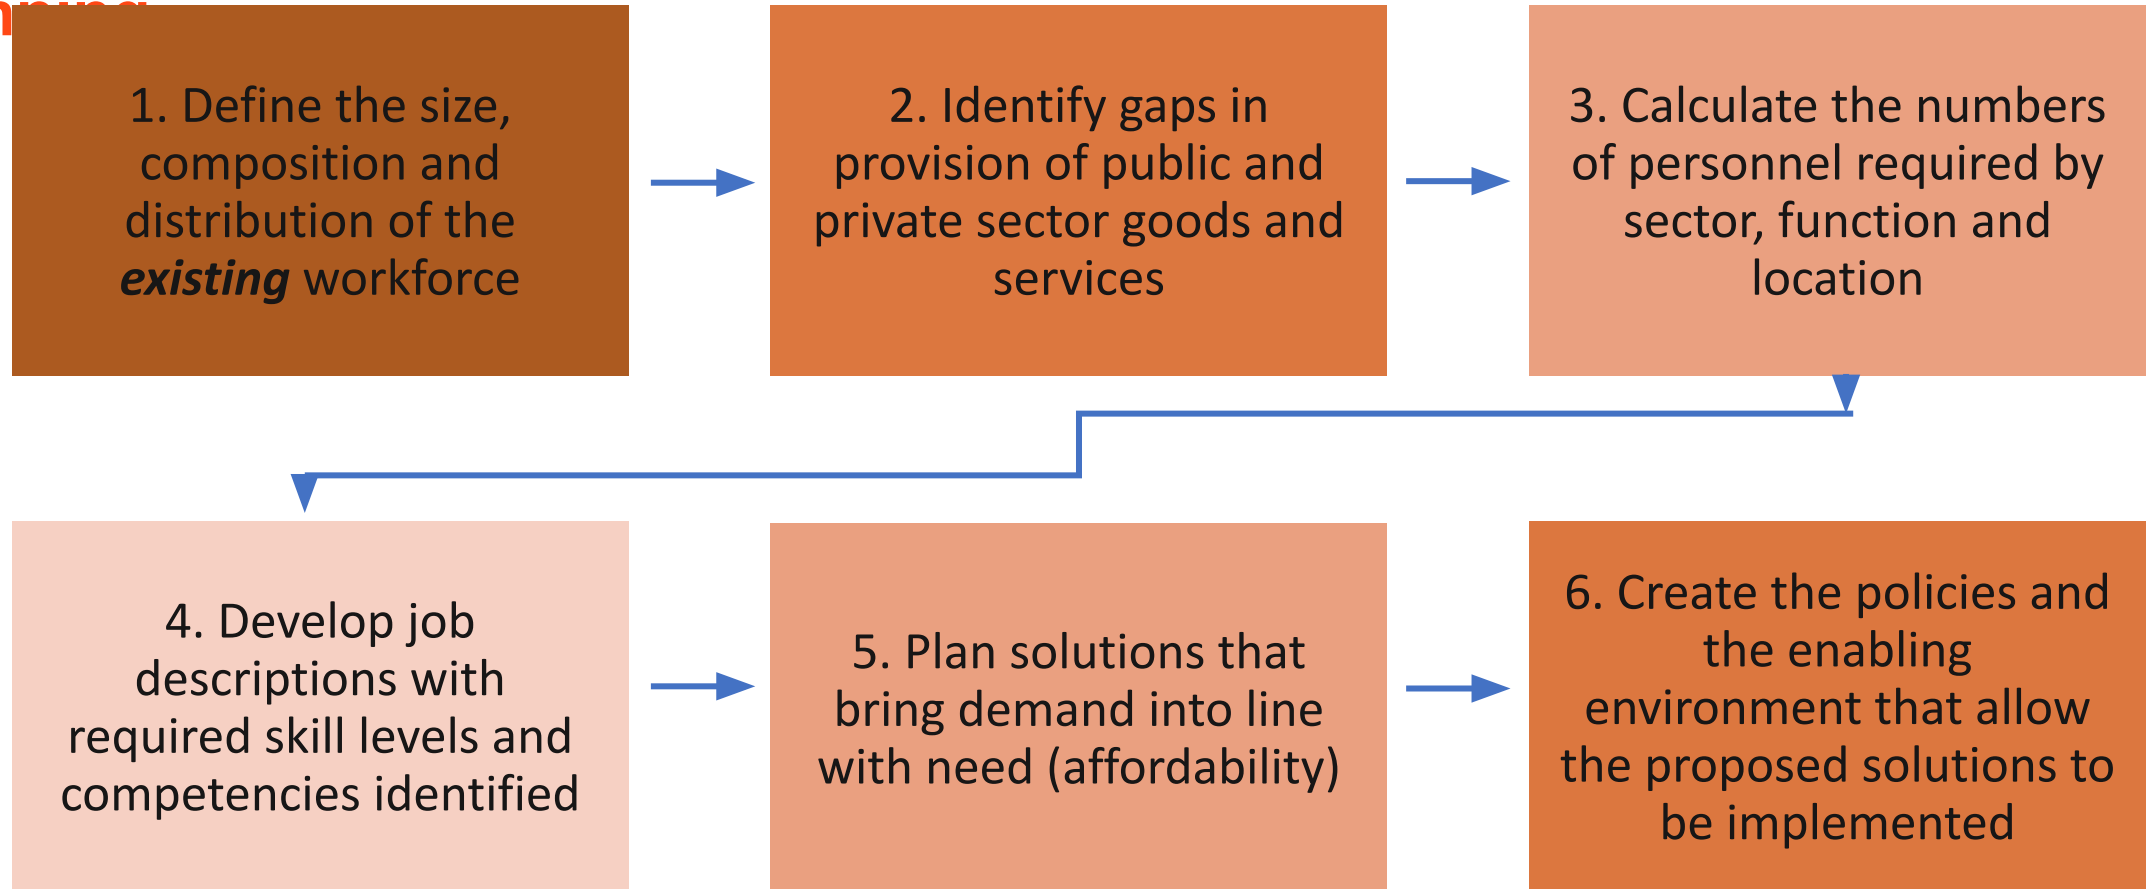 1. Define the size,
composition and
distribution of the
existing workforce
2. Identify gaps in
provision of public and
private sector goods and
services
3. Calculate the numbers
of personnel required by
sector, function and
location
4. Develop job
descriptions with
required skill levels and
competencies identified
5. Plan solutions that
bring demand into line
with need (affordability)
6. Create the policies and
the enabling
environment that allow
the proposed solutions to
be implemented